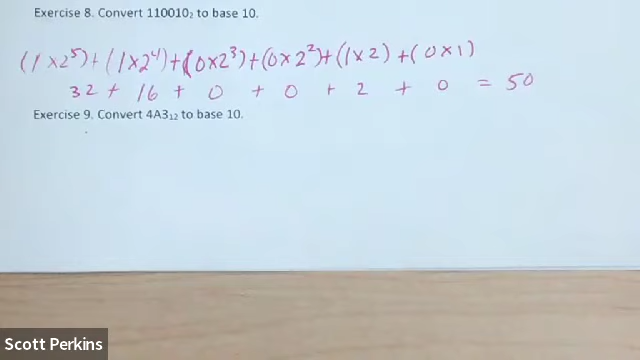 Exercise 8. Convert 110010₂ to base 10.
(1×2⁵)+(1×2⁴)+(0×2³)+(0×2²)+(1×2)+(0×1)
32 + 16 + 0 + 0 + 2 + 0 = 50
Exercise 9. Convert 4A3₁₂ to base 10.
Scott Perkins